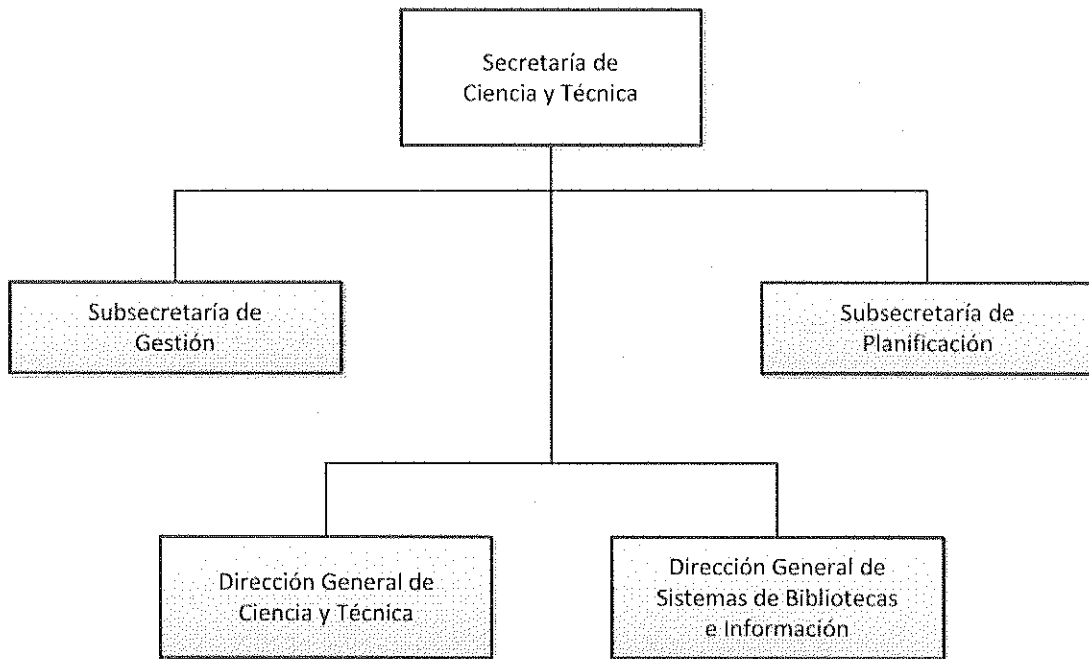 Secretaría de
Ciencia y Técnica
Subsecretaría de
Gestión
Subsecretaría de
Planificación
Dirección General de
Ciencia y Técnica
Dirección General de
Sistemas de Bibliotecas
e Información